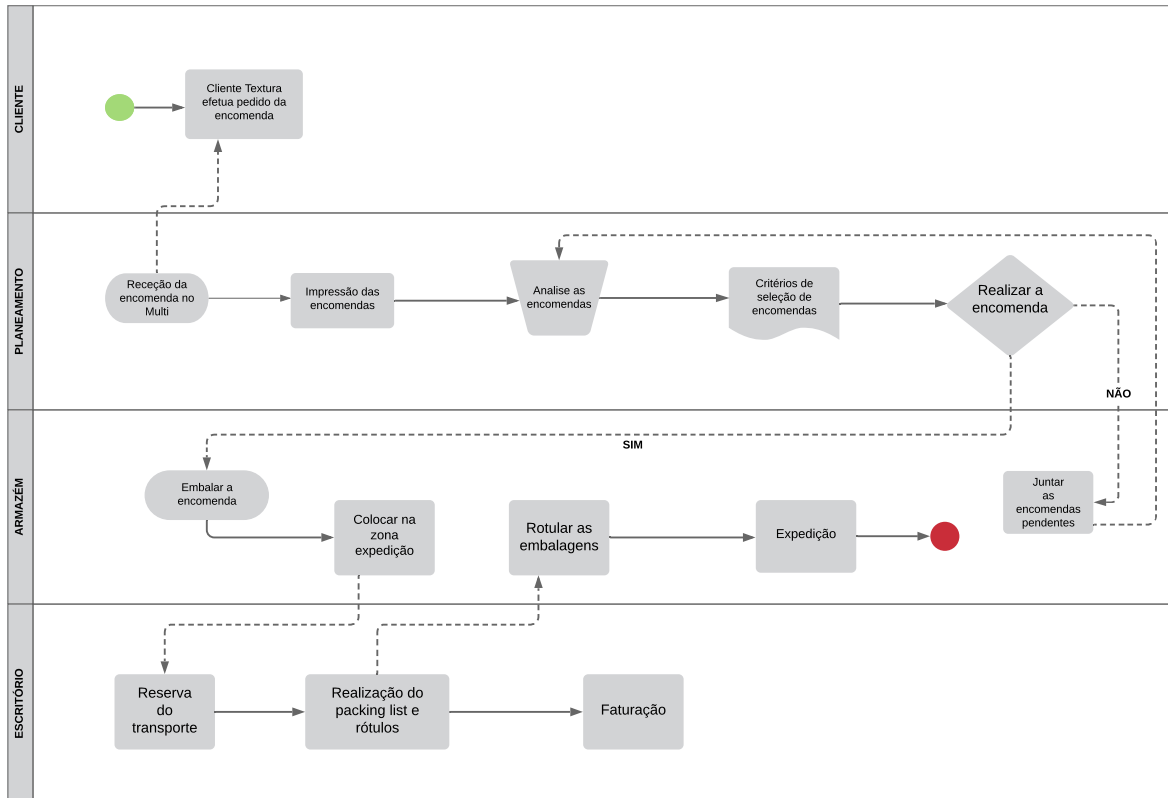 CLIENTE
Cliente Textura
efetua pedido da
encomenda
PLANEAMENTO
Receção da
encomenda no
Multi
Impressão das
encomendas
Analise as
encomendas
Critérios de
seleção de
encomendas
Realizar a
encomenda
NÃO
SIM
ARMAZÉM
Embalar a
encomenda
Colocar na
zona
expedição
Rotular as
embalagens
Expedição
Juntar
as
encomendas
pendentes
ESCRITÓRIO
Reserva
do
transporte
Realização do
packing list e
rótulos
Faturação